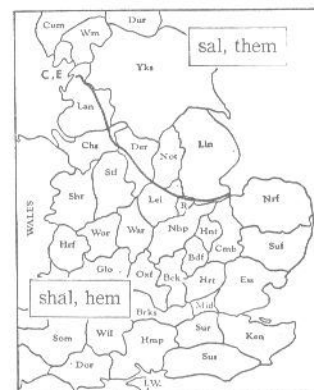 Cum
Wm
Dur
sal, them
Yks
C, E
Lan
Chs
Der
Not
Lin
Stf
Shr
Lei
R
Nrf
WALES
Hrf
Wor
War
Nbp
Hnt
Cmb
Suf
Glo
Oxf
Bck
Bdf
Hrt
Ess
shal, hem
Brks
Mid
Som
Wil
Hmp
Sur
Ken
Dor
I.W.
Sus